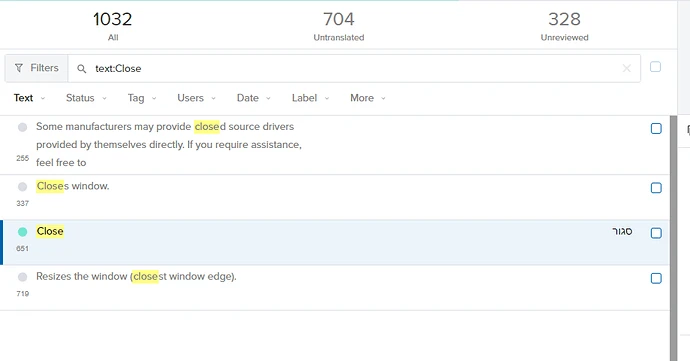 1032 704 328
All Untranslated Unreviewed
Filters text:Close
Text Status Tag Users Date Label More
Some manufacturers may provide closed source drivers
provided by themselves directly. If you require assistance,
255 feel free to
Closes window.
337
Close סגור
651
Resizes the window (closest window edge).
719